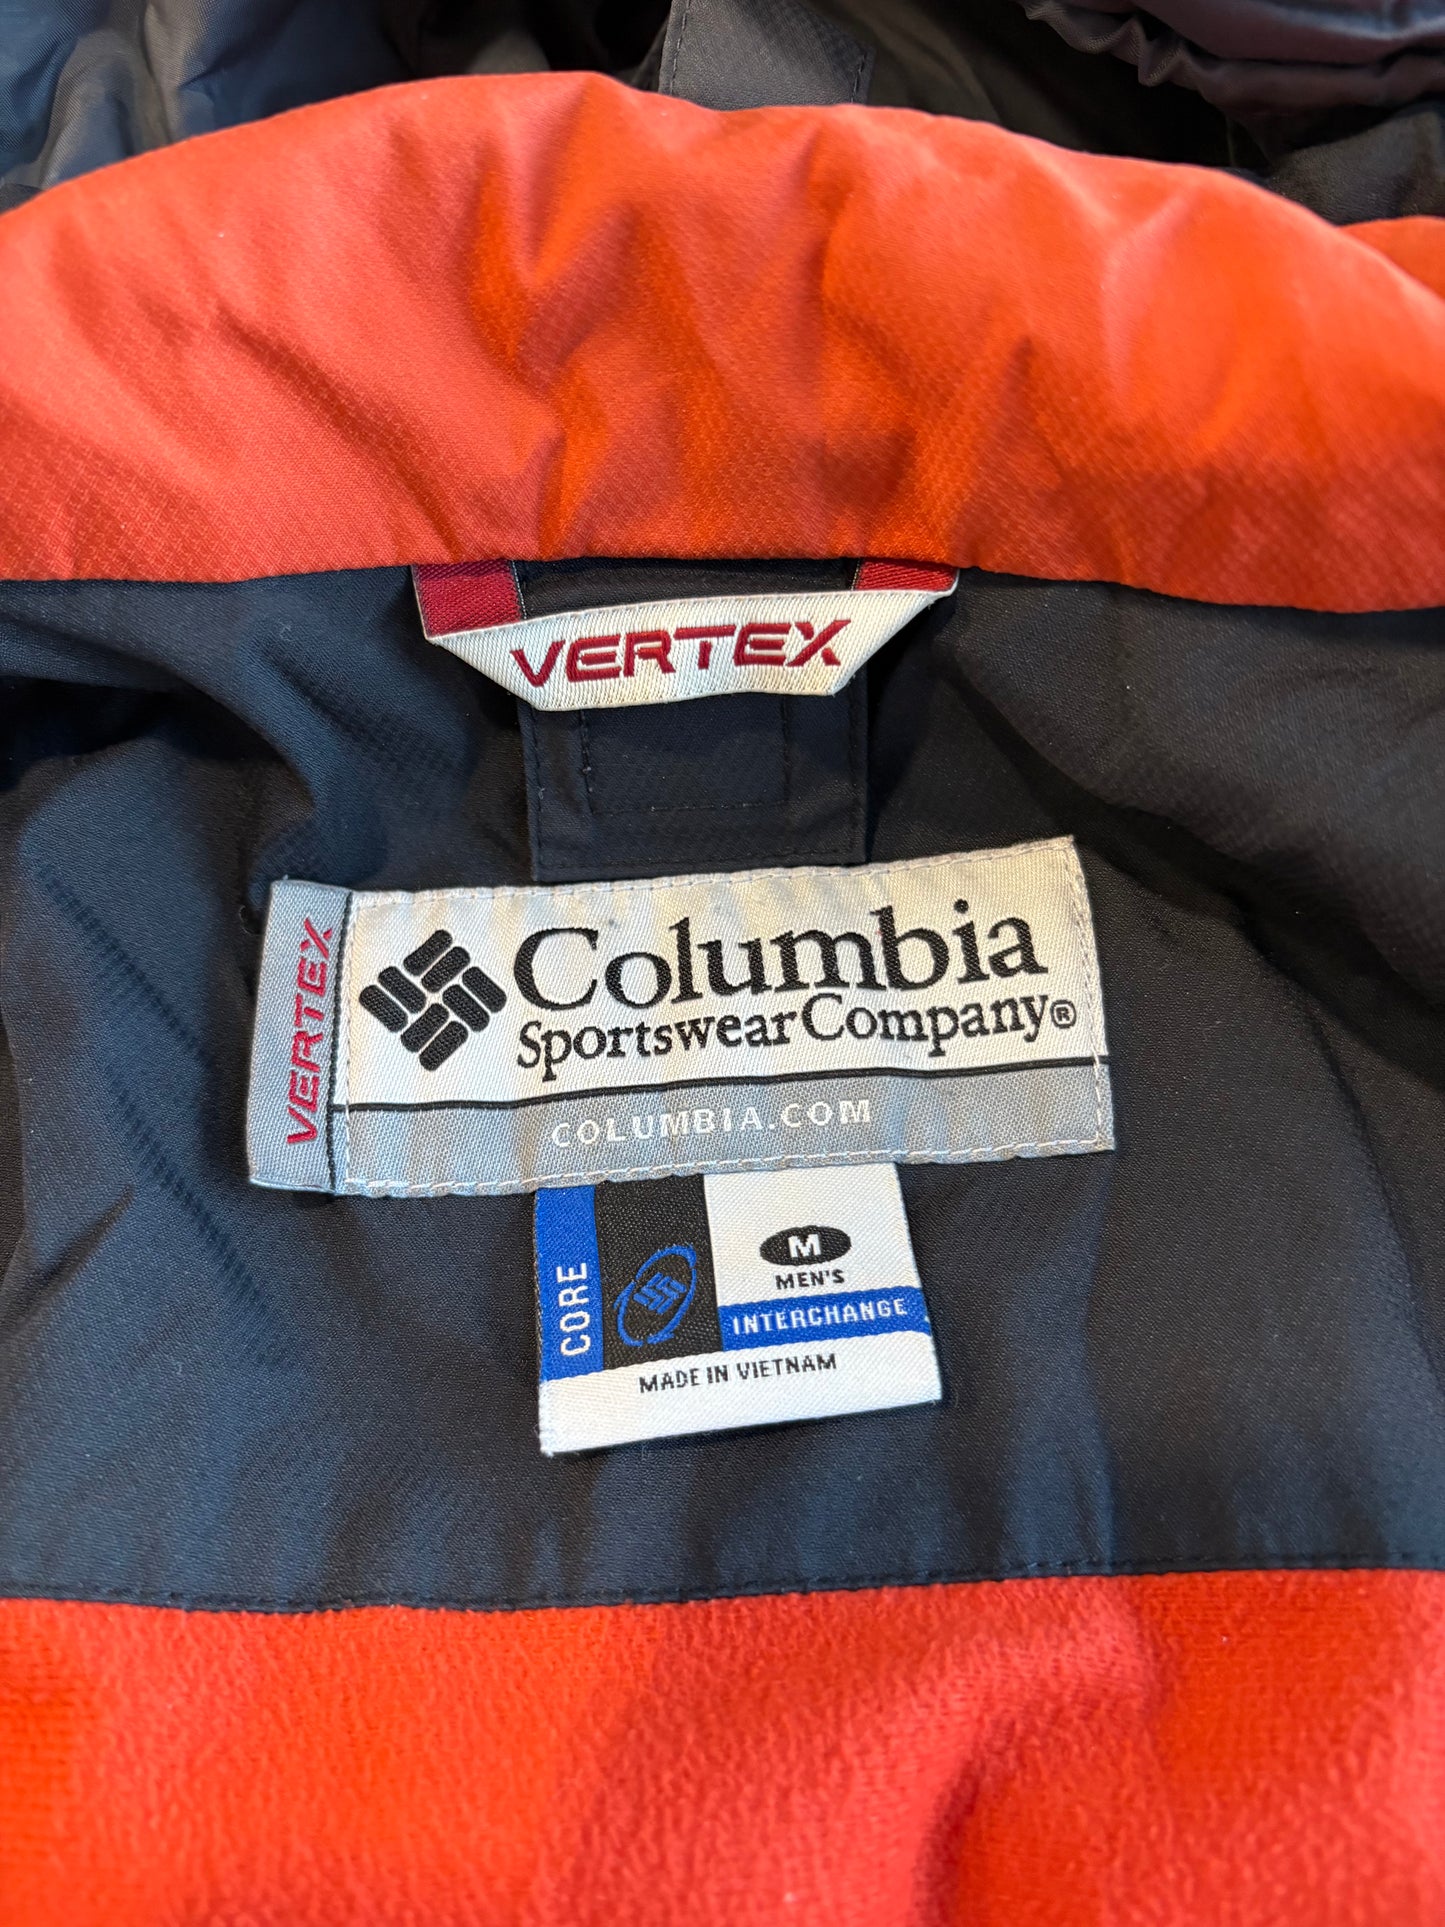 VERTEX
VERTEX
Columbia
Sportswear Company®
COLUMBIA.COM
CORE
M
MEN'S
INTERCHANGE
MADE IN VIETNAM